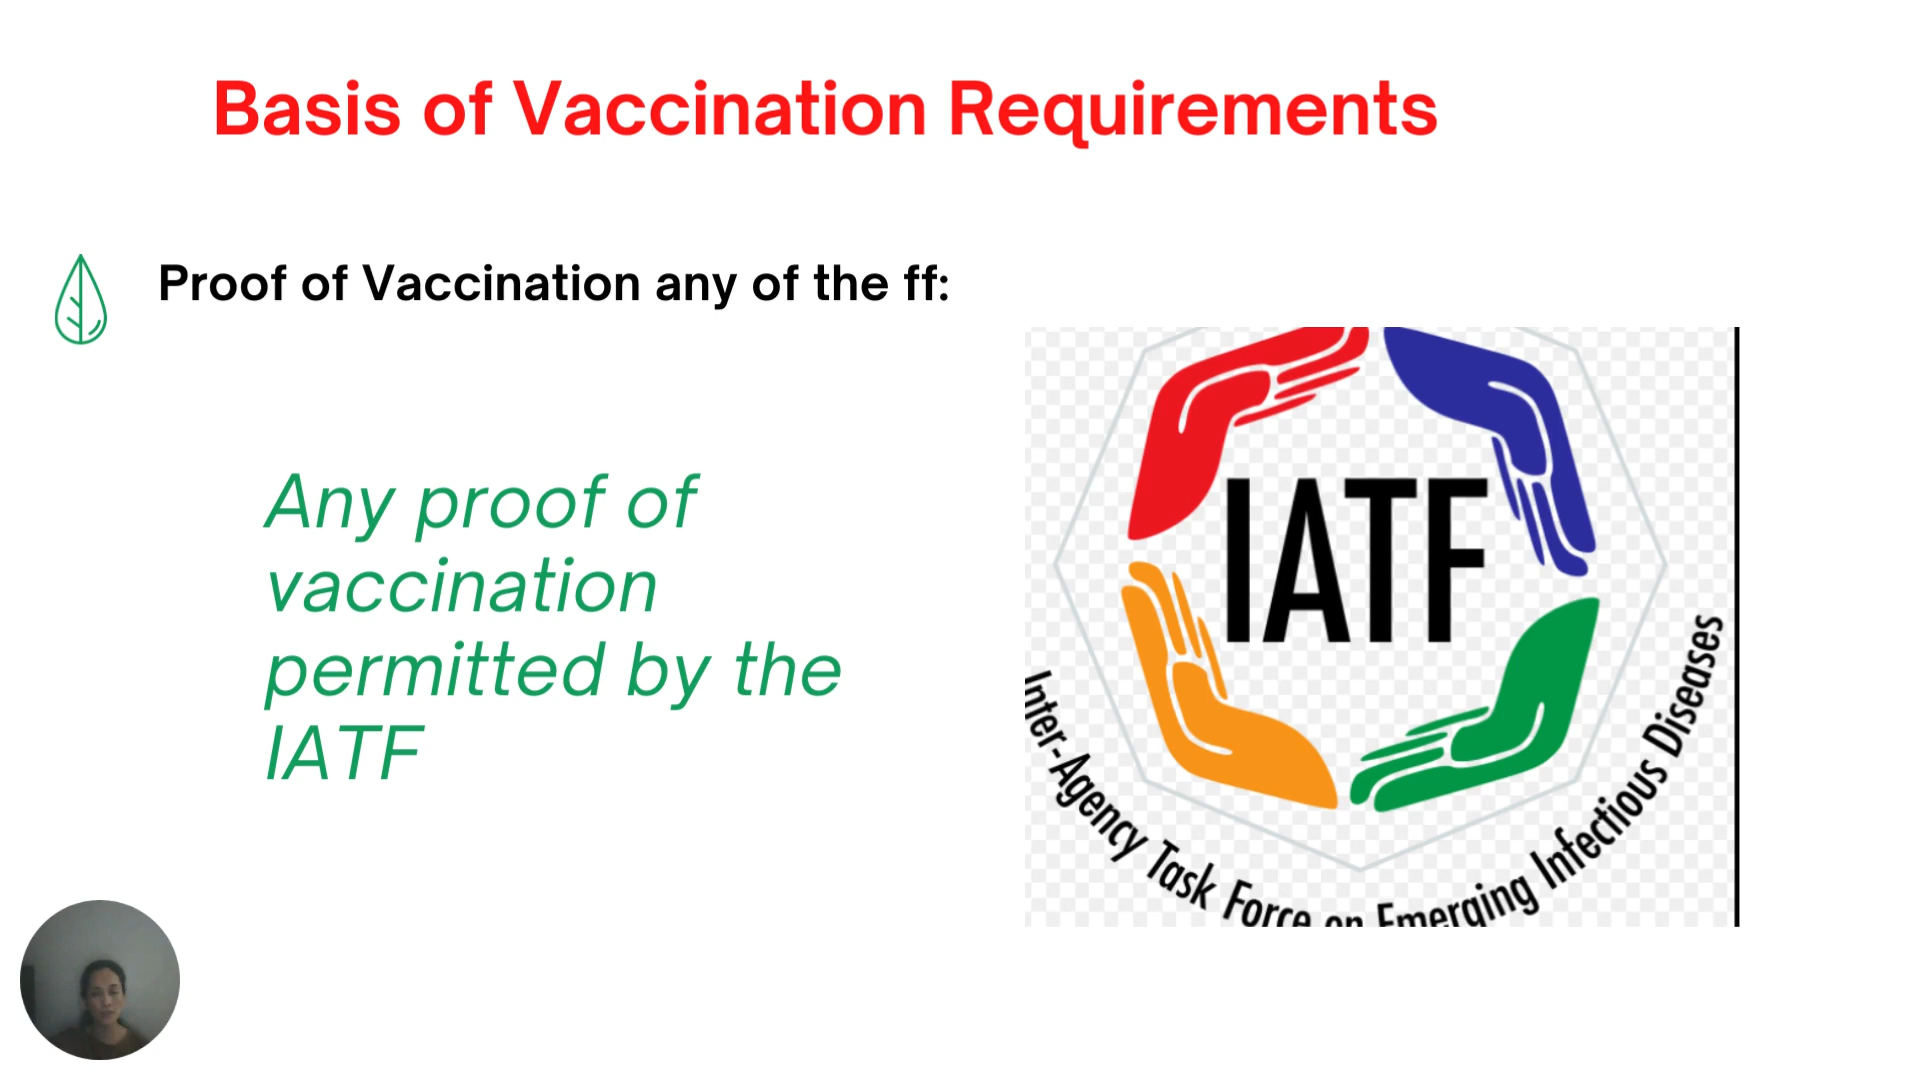 Basis of Vaccination Requirements
Proof of Vaccination any of the ff:
Any proof of
vaccination
permitted by the
IATF
IATF
Inter-Agency Task Force on Emerging Infectious Diseases